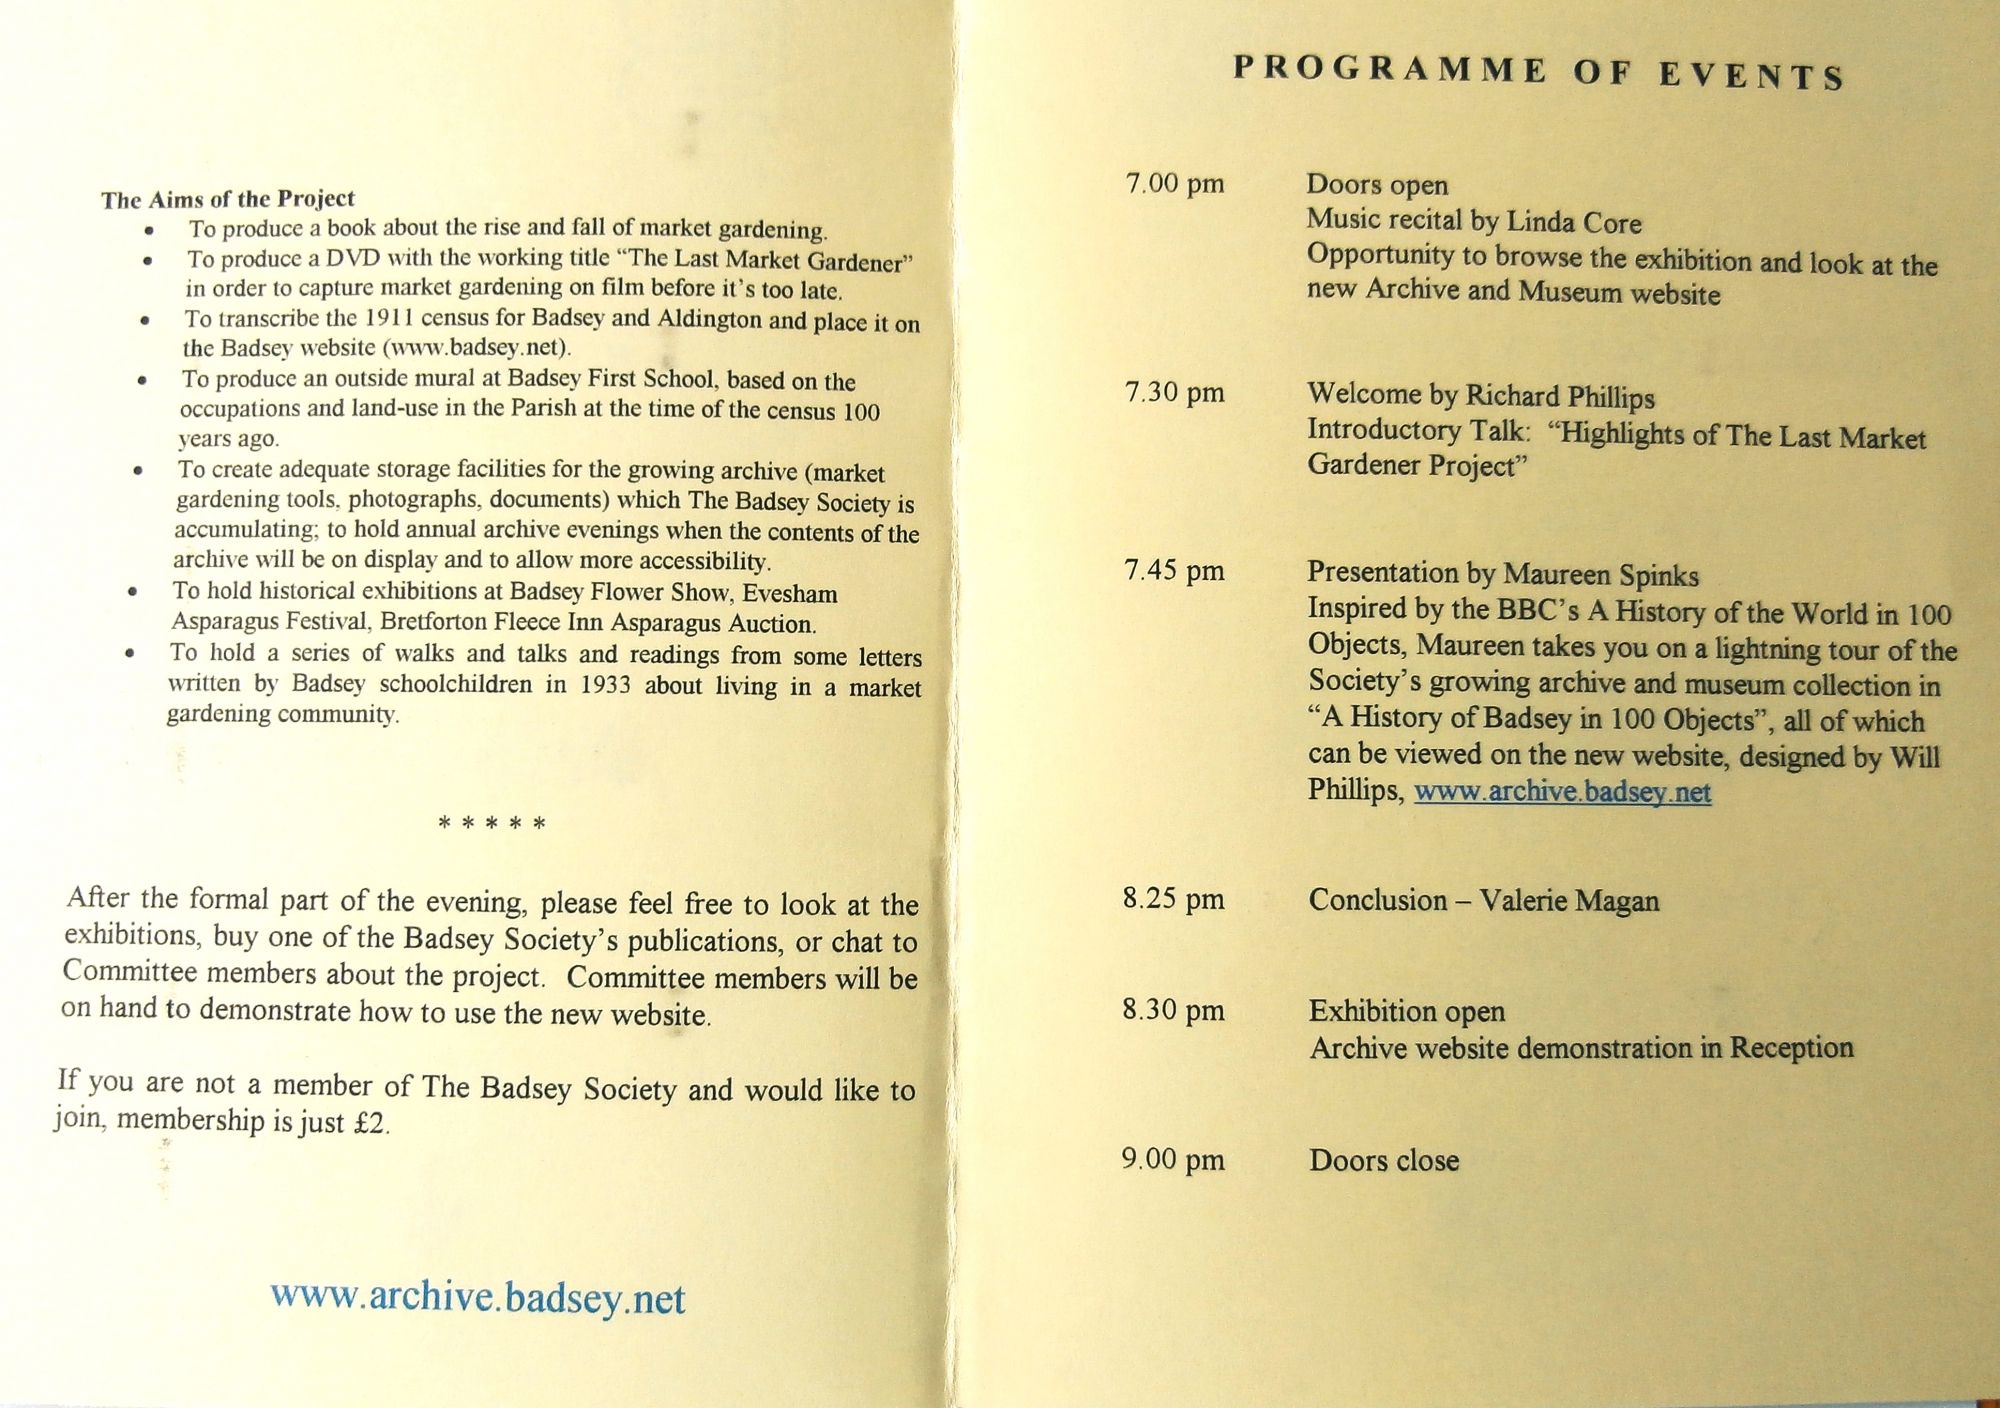 The Aims of the Project
• To produce a book about the rise and fall of market gardening.
• To produce a DVD with the working title “The Last Market Gardener”
in order to capture market gardening on film before it’s too late.
• To transcribe the 1911 census for Badsey and Aldington and place it on
the Badsey website (www.badsey.net).
• To produce an outside mural at Badsey First School, based on the
occupations and land-use in the Parish at the time of the census 100
years ago.
• To create adequate storage facilities for the growing archive (market
gardening tools, photographs, documents) which The Badsey Society is
accumulating; to hold annual archive evenings when the contents of the
archive will be on display and to allow more accessibility.
• To hold historical exhibitions at Badsey Flower Show, Evesham
Asparagus Festival, Bretforton Fleece Inn Asparagus Auction.
• To hold a series of walks and talks and readings from some letters
written by Badsey schoolchildren in 1933 about living in a market
gardening community.
* * * * *
After the formal part of the evening, please feel free to look at the
exhibitions, buy one of the Badsey Society’s publications, or chat to
Committee members about the project. Committee members will be
on hand to demonstrate how to use the new website.
If you are not a member of The Badsey Society and would like to
join, membership is just £2.
www.archive.badsey.net
PROGRAMME OF EVENTS
7.00 pm Doors open
Music recital by Linda Core
Opportunity to browse the exhibition and look at the
new Archive and Museum website
7.30 pm Welcome by Richard Phillips
Introductory Talk: “Highlights of The Last Market
Gardener Project”
7.45 pm Presentation by Maureen Spinks
Inspired by the BBC’s A History of the World in 100
Objects, Maureen takes you on a lightning tour of the
Society’s growing archive and museum collection in
“A History of Badsey in 100 Objects”, all of which
can be viewed on the new website, designed by Will
Phillips, www.archive.badsey.net
8.25 pm Conclusion – Valerie Magan
8.30 pm Exhibition open
Archive website demonstration in Reception
9.00 pm Doors close